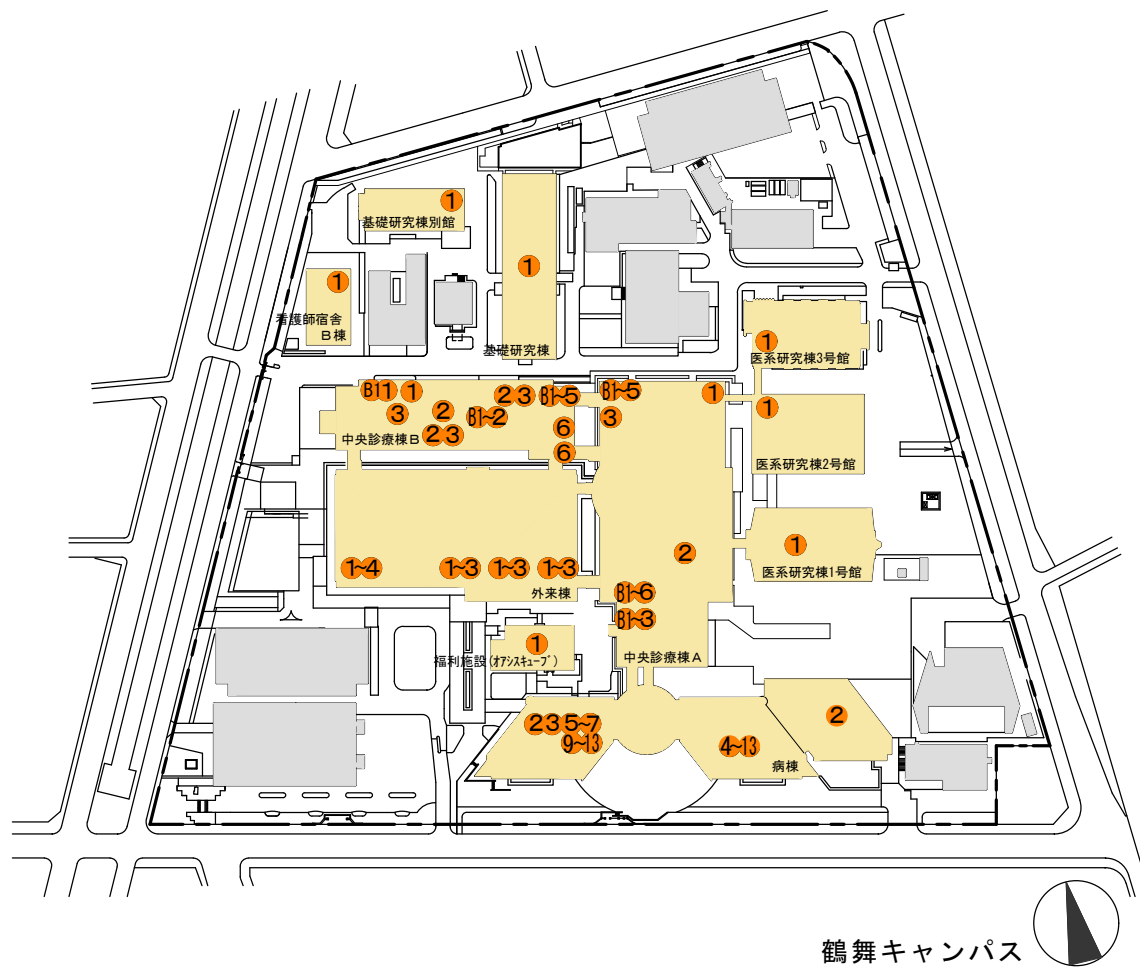 1
基礎研究棟別館
1
1
看護師宿舎
B棟
基礎研究棟
1
医系研究棟3号館
B1 1 1
2 3 B1~5
B1~5
1
1
3 2 B1~2
3
6
2 3
中央診療棟B
6
医系研究棟2号館
2
1
1~4 1~3 1~3 1~3
医系研究棟1号館
外来棟
B1~6
B1~3
1
福利施設(オアシスキューブ)
中央診療棟A
2 3 5~7
9~13
4~13
2
病棟
鶴舞キャンパス